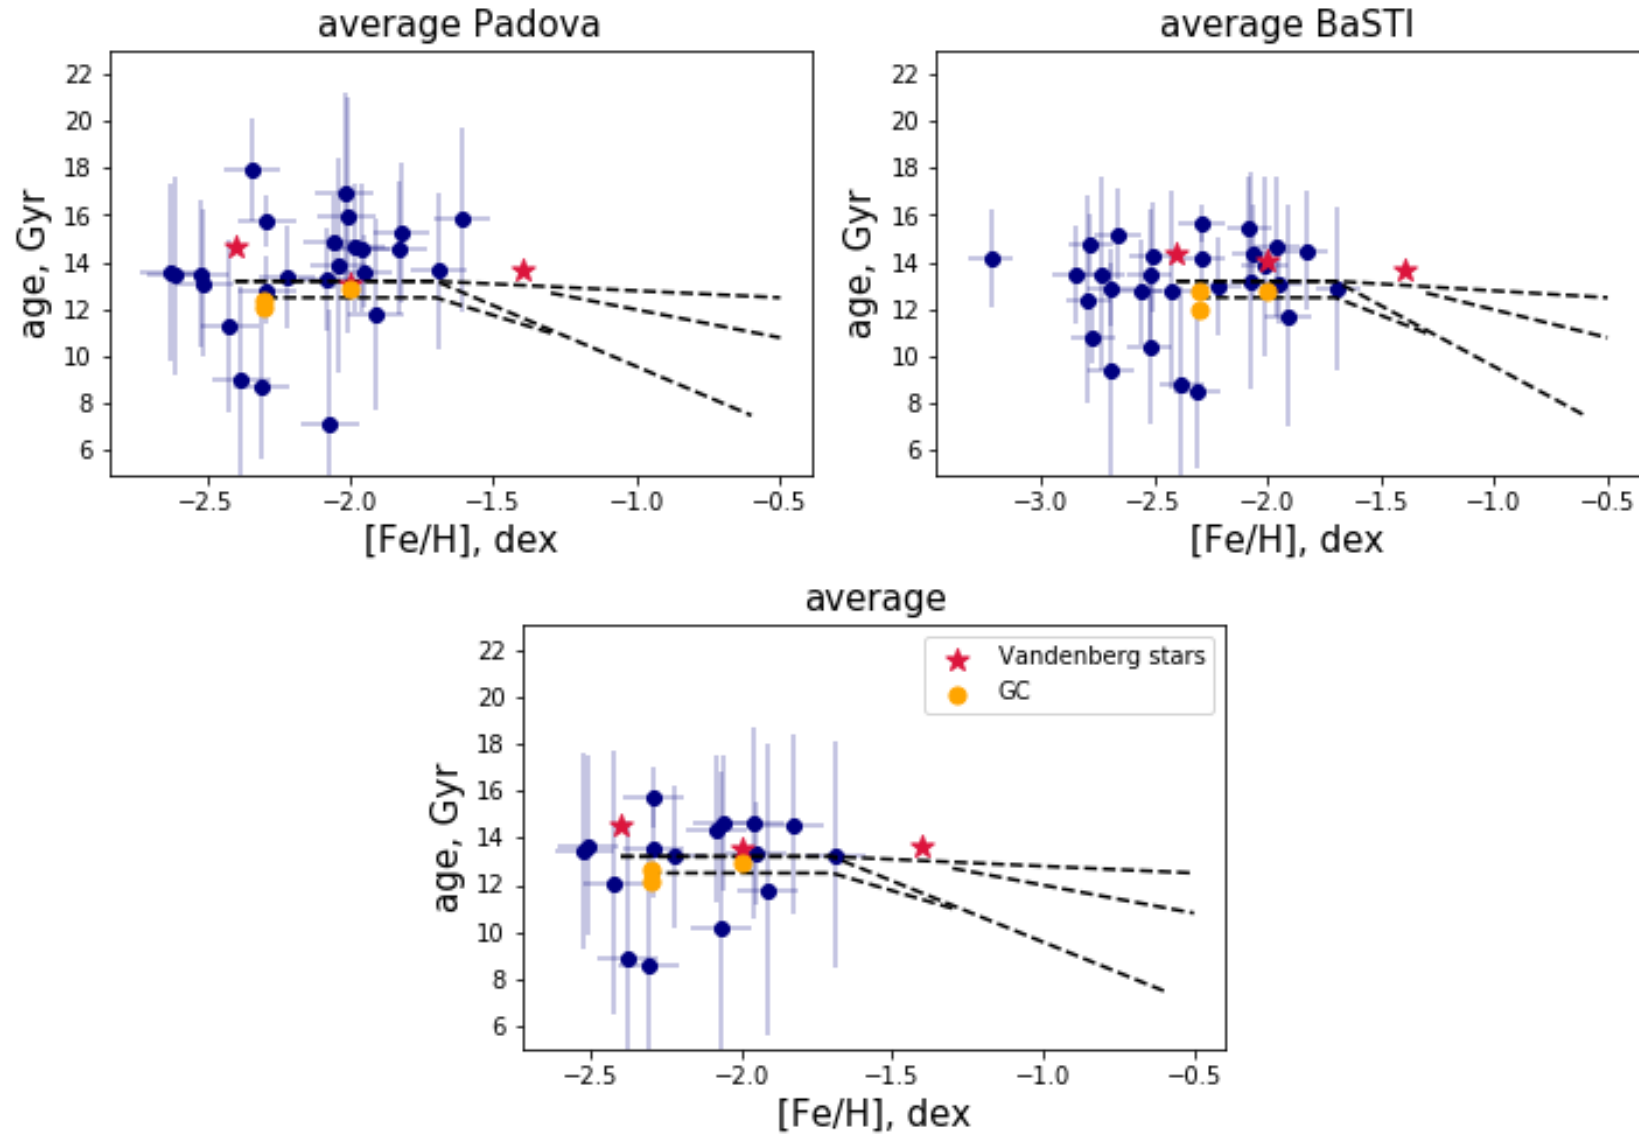 average Padova
22
20
18
16
14
12
10
8
6
age, Gyr
−2.5 −2.0 −1.5 −1.0 −0.5
[Fe/H], dex
average BaSTI
22
20
18
16
14
12
10
8
6
age, Gyr
−3.0 −2.5 −2.0 −1.5 −1.0 −0.5
[Fe/H], dex
average
22
20
18
16
14
12
10
8
6
age, Gyr
Vandenberg stars
GC
−2.5 −2.0 −1.5 −1.0 −0.5
[Fe/H], dex